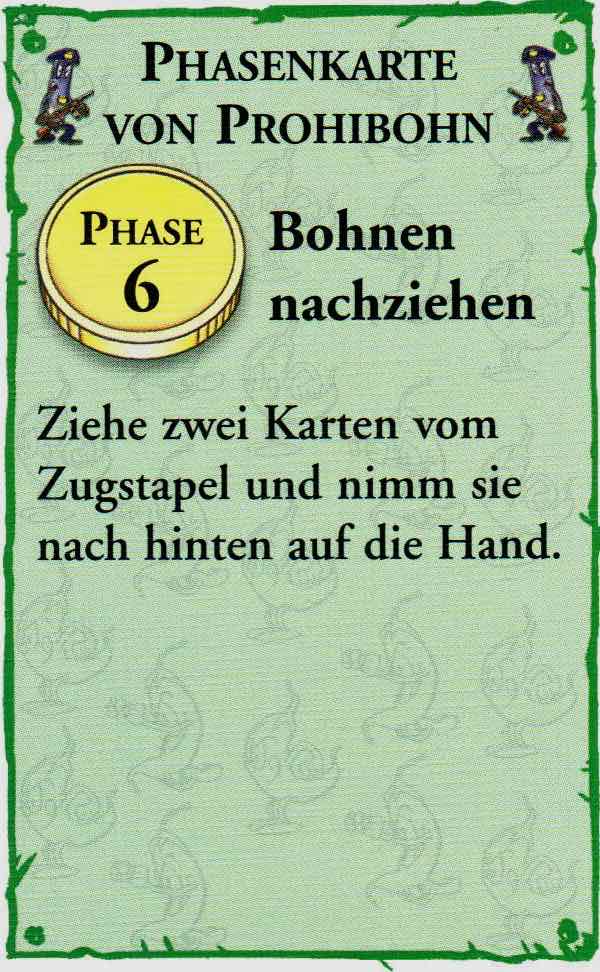 PHASENKARTE
VON PROHIBOHN
PHASE
6
Bohnen
nachziehen
Ziehe zwei Karten vom
Zugstapel und nimm sie
nach hinten auf die Hand.